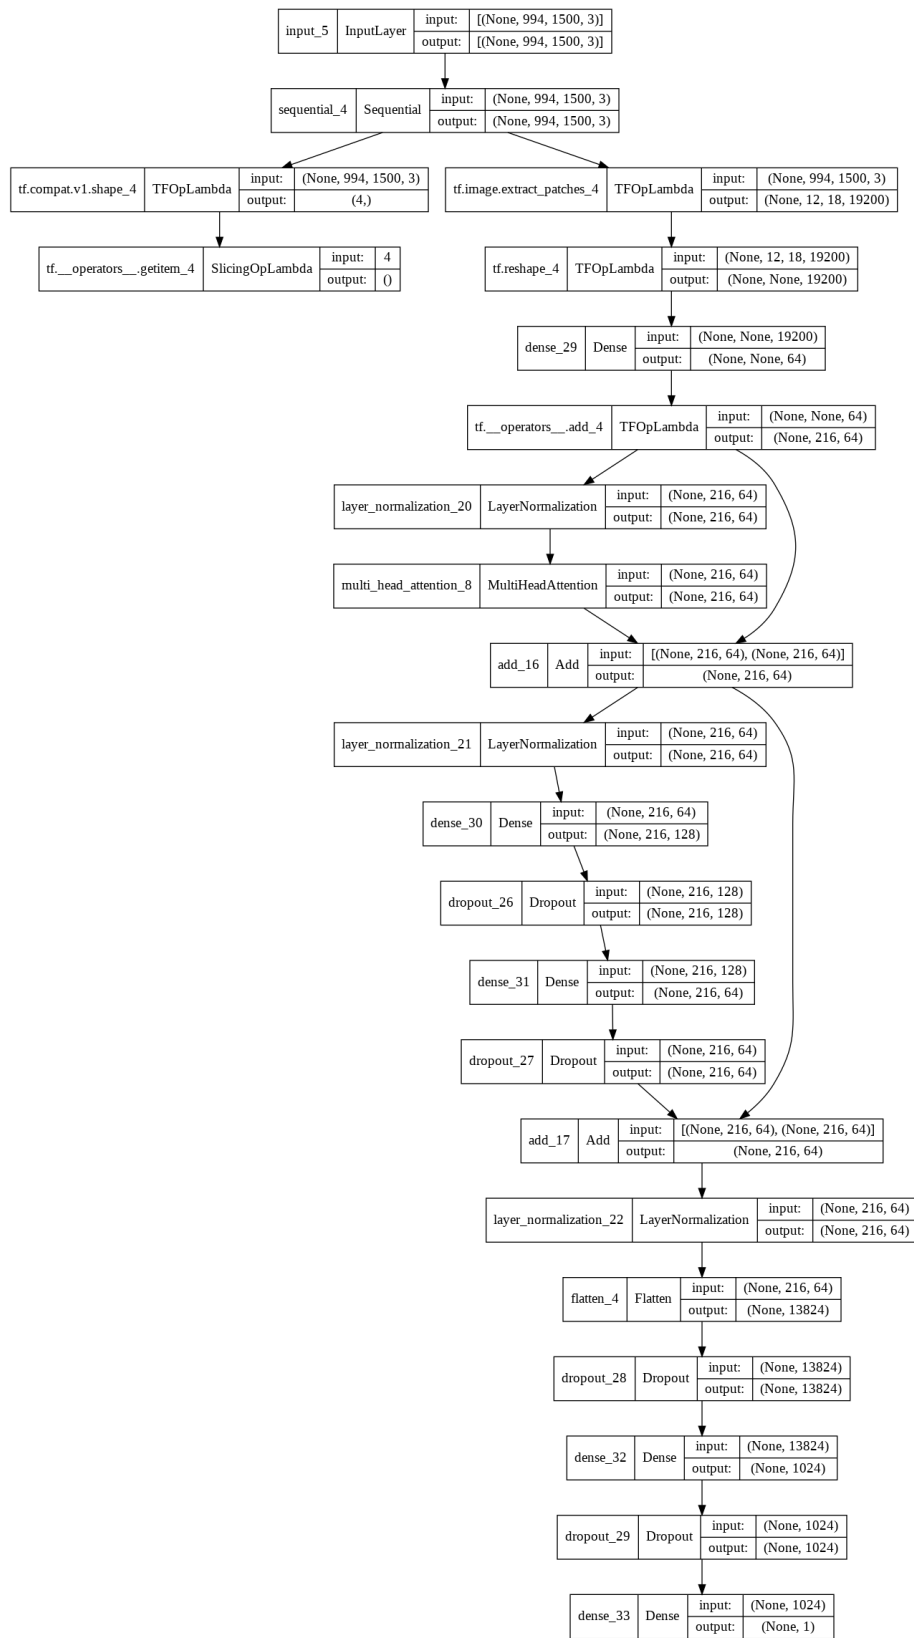 input_5 InputLayer input: [(None, 994, 1500, 3)]
output: [(None, 994, 1500, 3)]
sequential_4 Sequential input: (None, 994, 1500, 3)
output: (None, 994, 1500, 3)
tf.compat.v1.shape_4 TFOpLambda input: (None, 994, 1500, 3)
output: (4,)
tf.image.extract_patches_4 TFOpLambda input: (None, 994, 1500, 3)
output: (None, 12, 18, 19200)
tf.__operators__.getitem_4 SlicingOpLambda input: 4
output: ()
tf.reshape_4 TFOpLambda input: (None, 12, 18, 19200)
output: (None, None, 19200)
dense_29 Dense input: (None, None, 19200)
output: (None, None, 64)
tf.__operators__.add_4 TFOpLambda input: (None, None, 64)
output: (None, 216, 64)
layer_normalization_20 LayerNormalization input: (None, 216, 64)
output: (None, 216, 64)
multi_head_attention_8 MultiHeadAttention input: (None, 216, 64)
output: (None, 216, 64)
add_16 Add input: [(None, 216, 64), (None, 216, 64)]
output: (None, 216, 64)
layer_normalization_21 LayerNormalization input: (None, 216, 64)
output: (None, 216, 64)
dense_30 Dense input: (None, 216, 64)
output: (None, 216, 128)
dropout_26 Dropout input: (None, 216, 128)
output: (None, 216, 128)
dense_31 Dense input: (None, 216, 128)
output: (None, 216, 64)
dropout_27 Dropout input: (None, 216, 64)
output: (None, 216, 64)
add_17 Add input: [(None, 216, 64), (None, 216, 64)]
output: (None, 216, 64)
layer_normalization_22 LayerNormalization input: (None, 216, 64)
output: (None, 216, 64)
flatten_4 Flatten input: (None, 216, 64)
output: (None, 13824)
dropout_28 Dropout input: (None, 13824)
output: (None, 13824)
dense_32 Dense input: (None, 13824)
output: (None, 1024)
dropout_29 Dropout input: (None, 1024)
output: (None, 1024)
dense_33 Dense input: (None, 1024)
output: (None, 1)